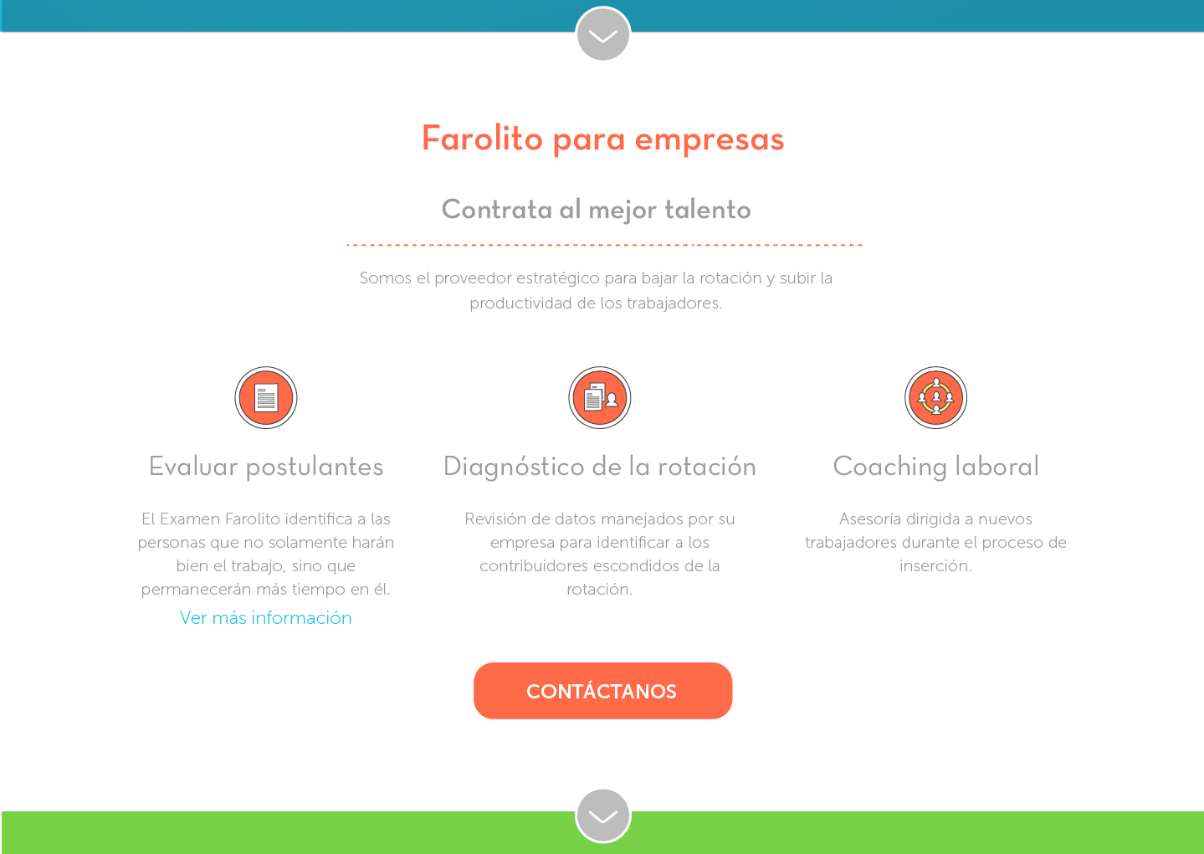 Farolito para empresas
Contrata al mejor talento
Somos el proveedor estratégico para bajar la rotación y subir la
productividad de los trabajadores.
Evaluar postulantes
El Examen Farolito identifica a las
personas que no solamente harán
bien el trabajo, sino que
permanecerán más tiempo en él.
Ver más información
Diagnóstico de la rotación
Revisión de datos manejados por su
empresa para identificar a los
contribuidores escondidos de la
rotación.
Coaching laboral
Asesoría dirigida a nuevos
trabajadores durante el proceso de
inserción.
CONTÁCTANOS